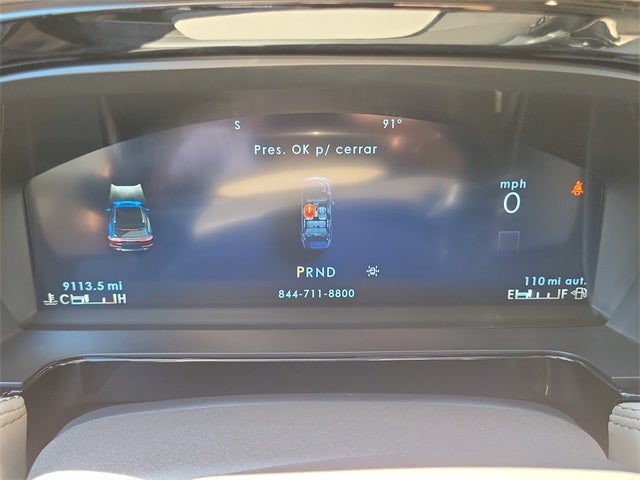 S 91°
Pres. OK p/ cerrar
mph
0
PRND
9113.5 mi
110 mi aut.
C H
844-711-8800
E F